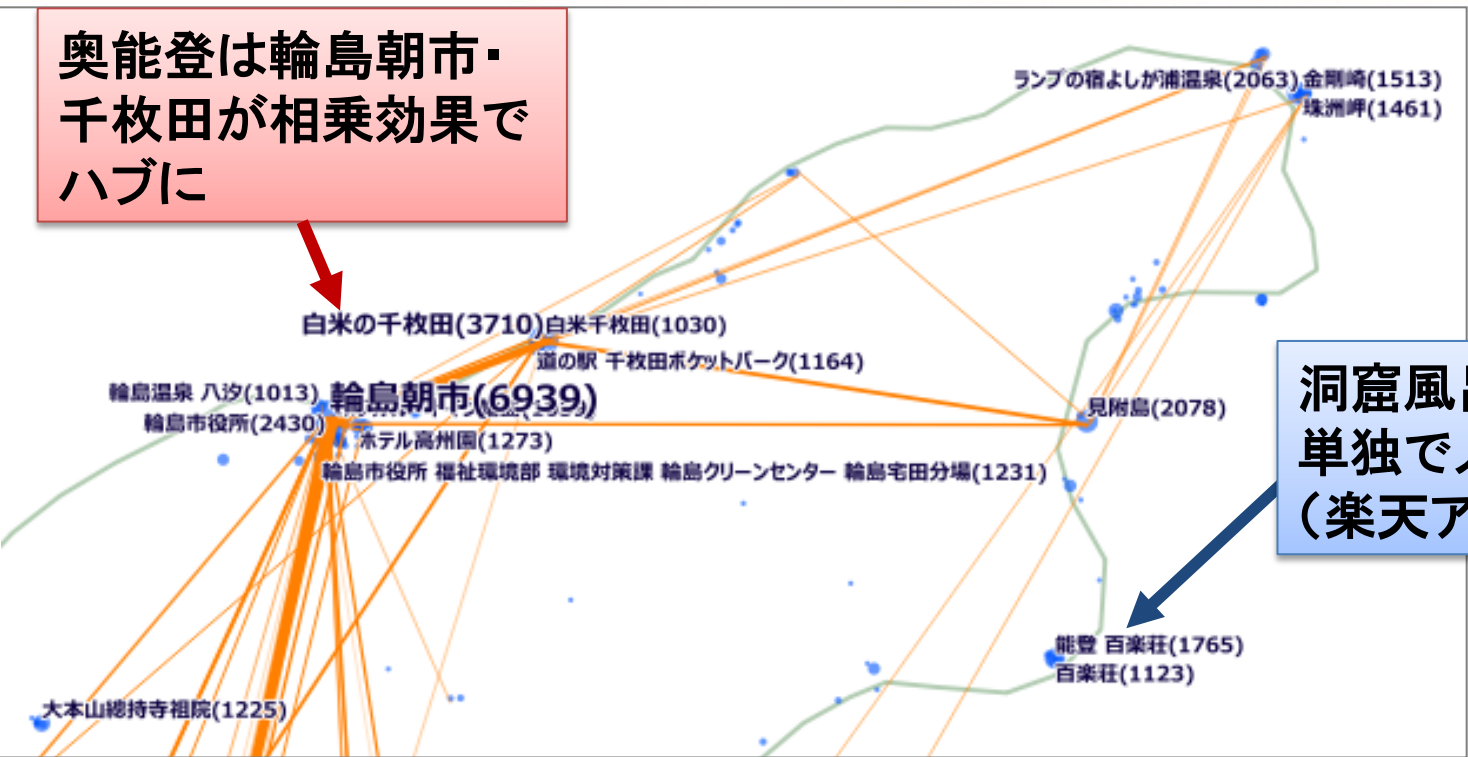 奥能登は輪島朝市・
千枚田が相乗効果で
ハブに
ランプの宿よしが浦温泉(2063)
金剛崎(1513)
珠洲岬(1461)
白米の千枚田(3710)
白米千枚田(1030)
道の駅 千枚田ポケットパーク(1164)
輪島温泉 八汐(1013)
輪島朝市(6939)
輪島市役所(2430)
ホテル高州園(1273)
見附島(2078)
輪島市役所 福祉環境部 環境対策課 輪島クリーンセンター 輪島宅田分場(1231)
洞窟風
単独で
(楽天ア
能登 百楽荘(1765)
百楽荘(1123)
大本山總持寺祖院(1225)